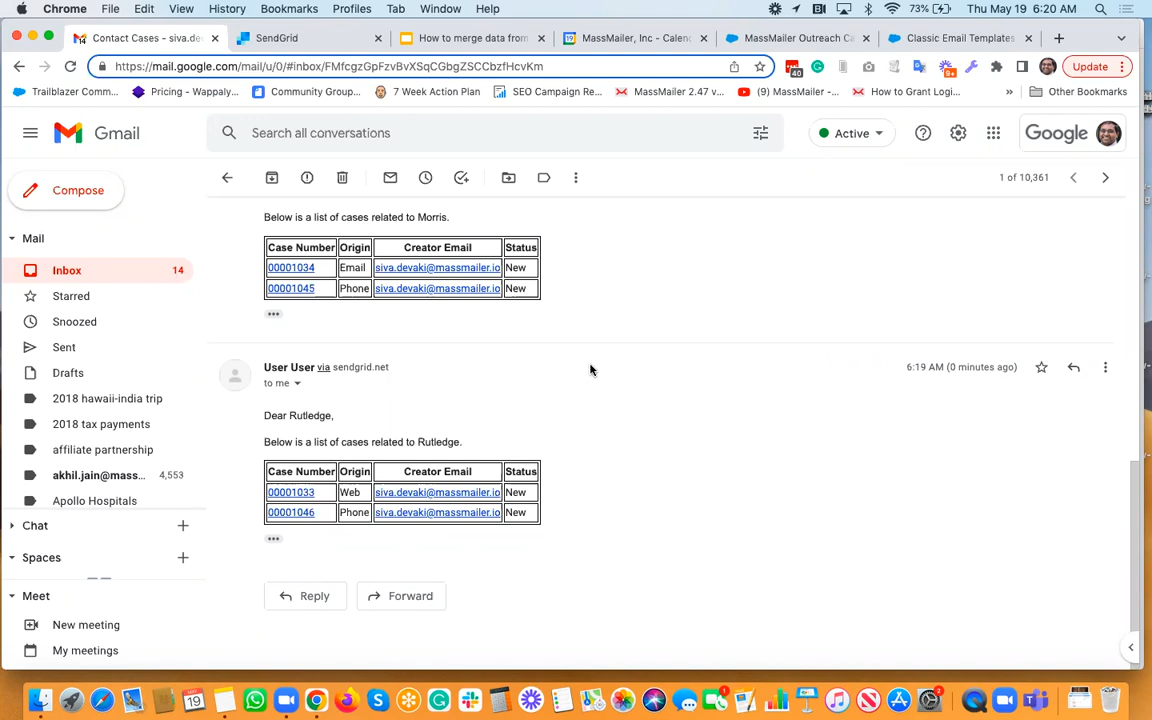 Chrome File Edit View History Bookmarks Profiles Tab Window Help 73% Thu May 19 6:20 AM
Contact Cases - siva.dev SendGrid How to merge data from MassMailer, Inc - Calen MassMailer Outreach Ca Classic Email Templates
https://mail.google.com/mail/u/0/#inbox/FMfcgzGpFzvBvXSqCGbgZSCCbzfHcvKm 40 9+ Update
Trailblazer Comm... Pricing - Wappaly... Community Group... 7 Week Action Plan SEO Campaign Re... MassMailer 2.47 v... (9) MassMailer -... How to Grant Logi... » Other Bookmarks
Gmail Search all conversations Active Google
Compose 1 of 10,361
Mail
Inbox 14
Starred
Snoozed
Sent
Drafts
2018 hawaii-india trip
2018 tax payments
affiliate partnership
akhil.jain@mass... 4,553
Apollo Hospitals
Chat
Spaces
Meet
New meeting
My meetings
Below is a list of cases related to Morris.
Case Number Origin Creator Email Status
00001034 Email siva.devaki@massmailer.io New
00001045 Phone siva.devaki@massmailer.io New
User User via sendgrid.net 6:19 AM (0 minutes ago)
to me
Dear Rutledge,
Below is a list of cases related to Rutledge.
Case Number Origin Creator Email Status
00001033 Web siva.devaki@massmailer.io New
00001046 Phone siva.devaki@massmailer.io New
Reply Forward